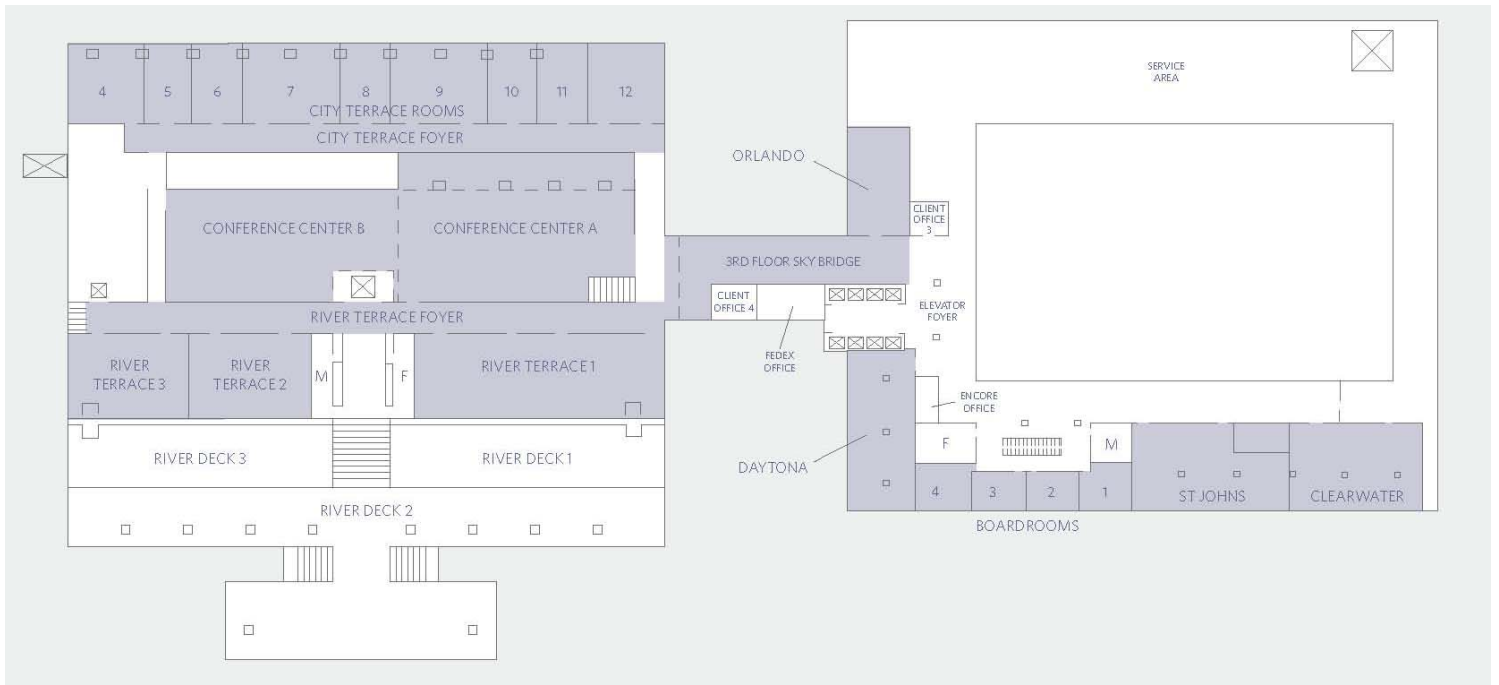 4
5
6
7
8
9
10
11
12
CITY TERRACE ROOMS
CITY TERRACE FOYER
CONFERENCE CENTER B
CONFERENCE CENTER A
RIVER TERRACE FOYER
RIVER
TERRACE 3
RIVER
TERRACE 2
M
F
RIVER TERRACE 1
RIVER DECK 3
RIVER DECK 1
RIVER DECK 2
SERVICE
AREA
ORLANDO
CLIENT
OFFICE
3
3RD FLOOR SKY BRIDGE
CLIENT
OFFICE 4
FEDEX
OFFICE
ELEVATOR
FOYER
ENCORE
OFFICE
DAYTONA
F
M
4
3
2
1
BOARDROOMS
ST JOHNS
CLEARWATER